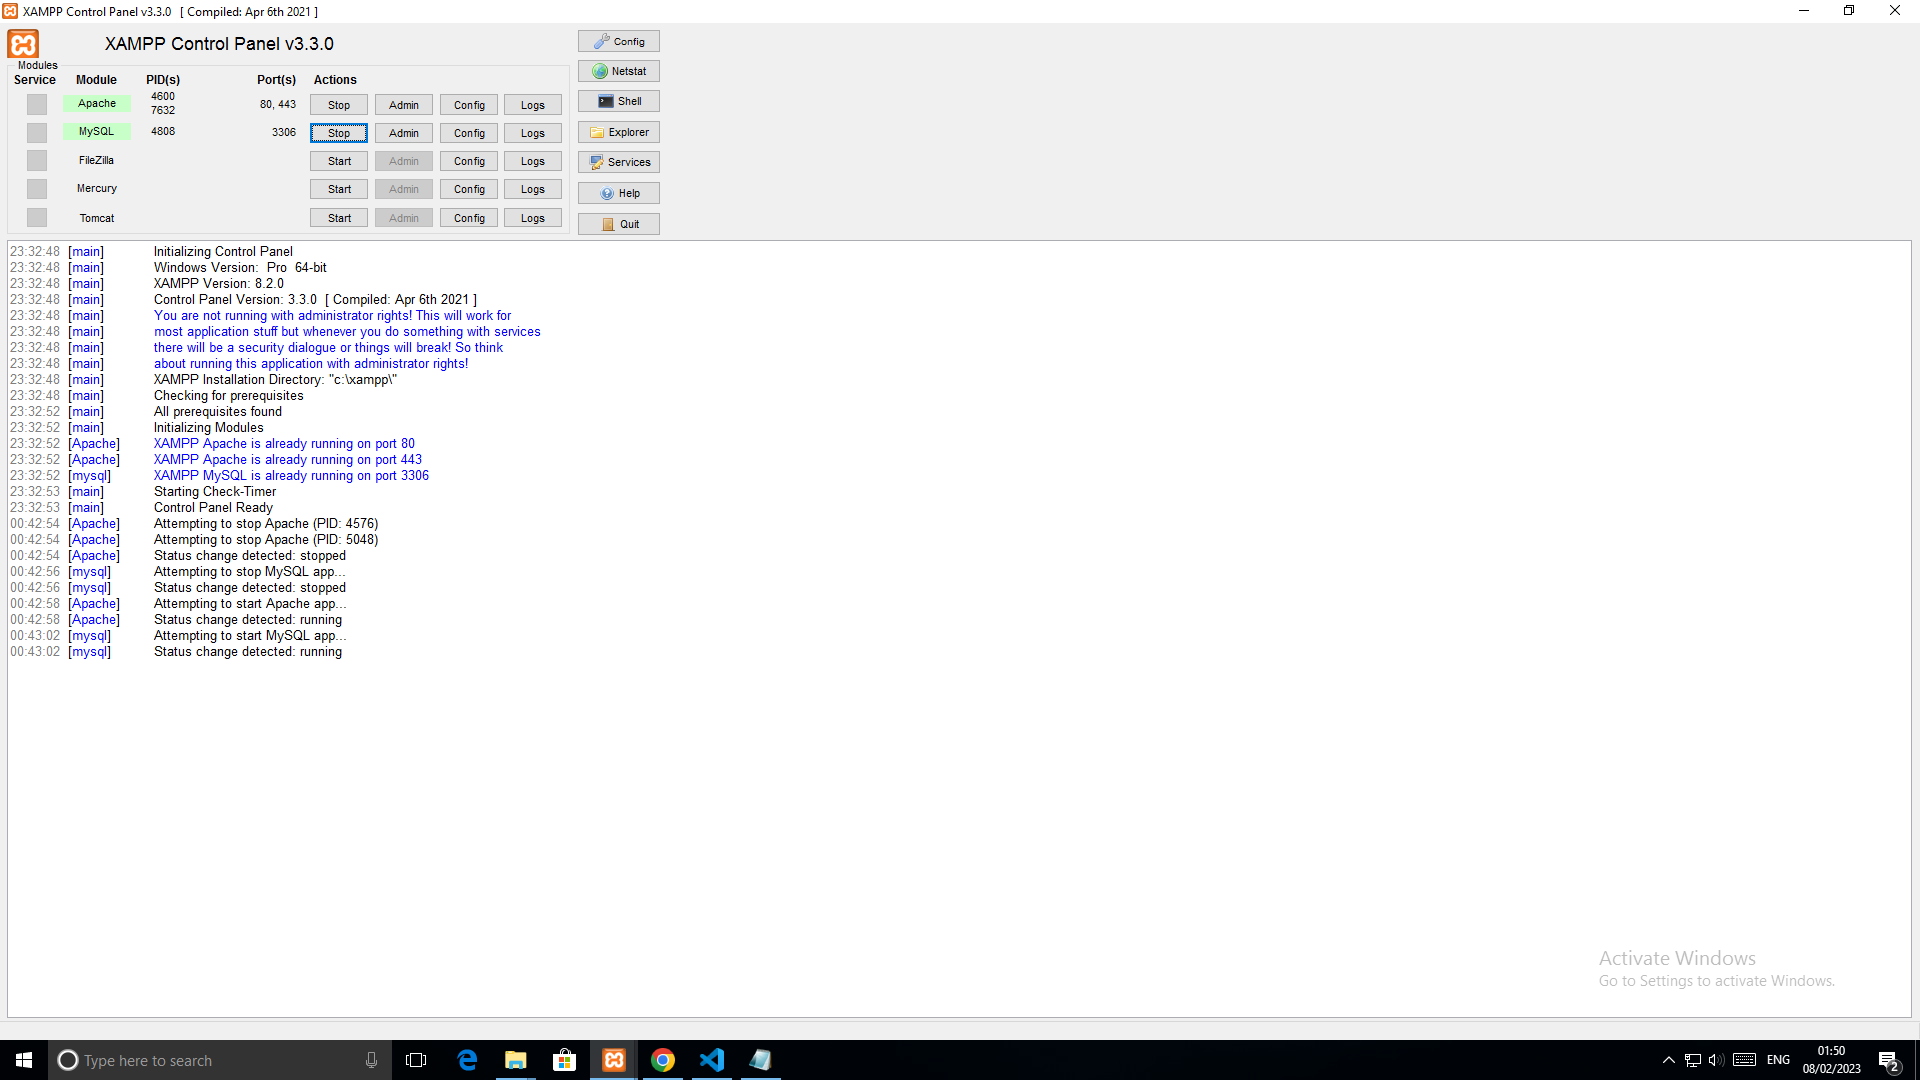 XAMPP Control Panel v3.3.0 [ Compiled: Apr 6th 2021 ]
XAMPP Control Panel v3.3.0
Config
Modules
Service Module PID(s) Port(s) Actions
Netstat
Apache 4600 7632 80, 443 Stop Admin Config Logs
Shell
MySQL 4808 3306 Stop Admin Config Logs
Explorer
FileZilla Start Admin Config Logs
Services
Mercury Start Admin Config Logs
Help
Tomcat Start Admin Config Logs
Quit
23:32:48 [main] Initializing Control Panel
23:32:48 [main] Windows Version: Pro 64-bit
23:32:48 [main] XAMPP Version: 8.2.0
23:32:48 [main] Control Panel Version: 3.3.0 [ Compiled: Apr 6th 2021 ]
23:32:48 [main] You are not running with administrator rights! This will work for
23:32:48 [main] most application stuff but whenever you do something with services
23:32:48 [main] there will be a security dialogue or things will break! So think
23:32:48 [main] about running this application with administrator rights!
23:32:48 [main] XAMPP Installation Directory: "c:\xampp\"
23:32:48 [main] Checking for prerequisites
23:32:52 [main] All prerequisites found
23:32:52 [main] Initializing Modules
23:32:52 [Apache] XAMPP Apache is already running on port 80
23:32:52 [Apache] XAMPP Apache is already running on port 443
23:32:52 [mysql] XAMPP MySQL is already running on port 3306
23:32:53 [main] Starting Check-Timer
23:32:53 [main] Control Panel Ready
00:42:54 [Apache] Attempting to stop Apache (PID: 4576)
00:42:54 [Apache] Attempting to stop Apache (PID: 5048)
00:42:54 [Apache] Status change detected: stopped
00:42:56 [mysql] Attempting to stop MySQL app...
00:42:56 [mysql] Status change detected: stopped
00:42:58 [Apache] Attempting to start Apache app...
00:42:58 [Apache] Status change detected: running
00:43:02 [mysql] Attempting to start MySQL app...
00:43:02 [mysql] Status change detected: running
Activate Windows
Go to Settings to activate Windows.
Type here to search
ENG
01:50
08/02/2023
2